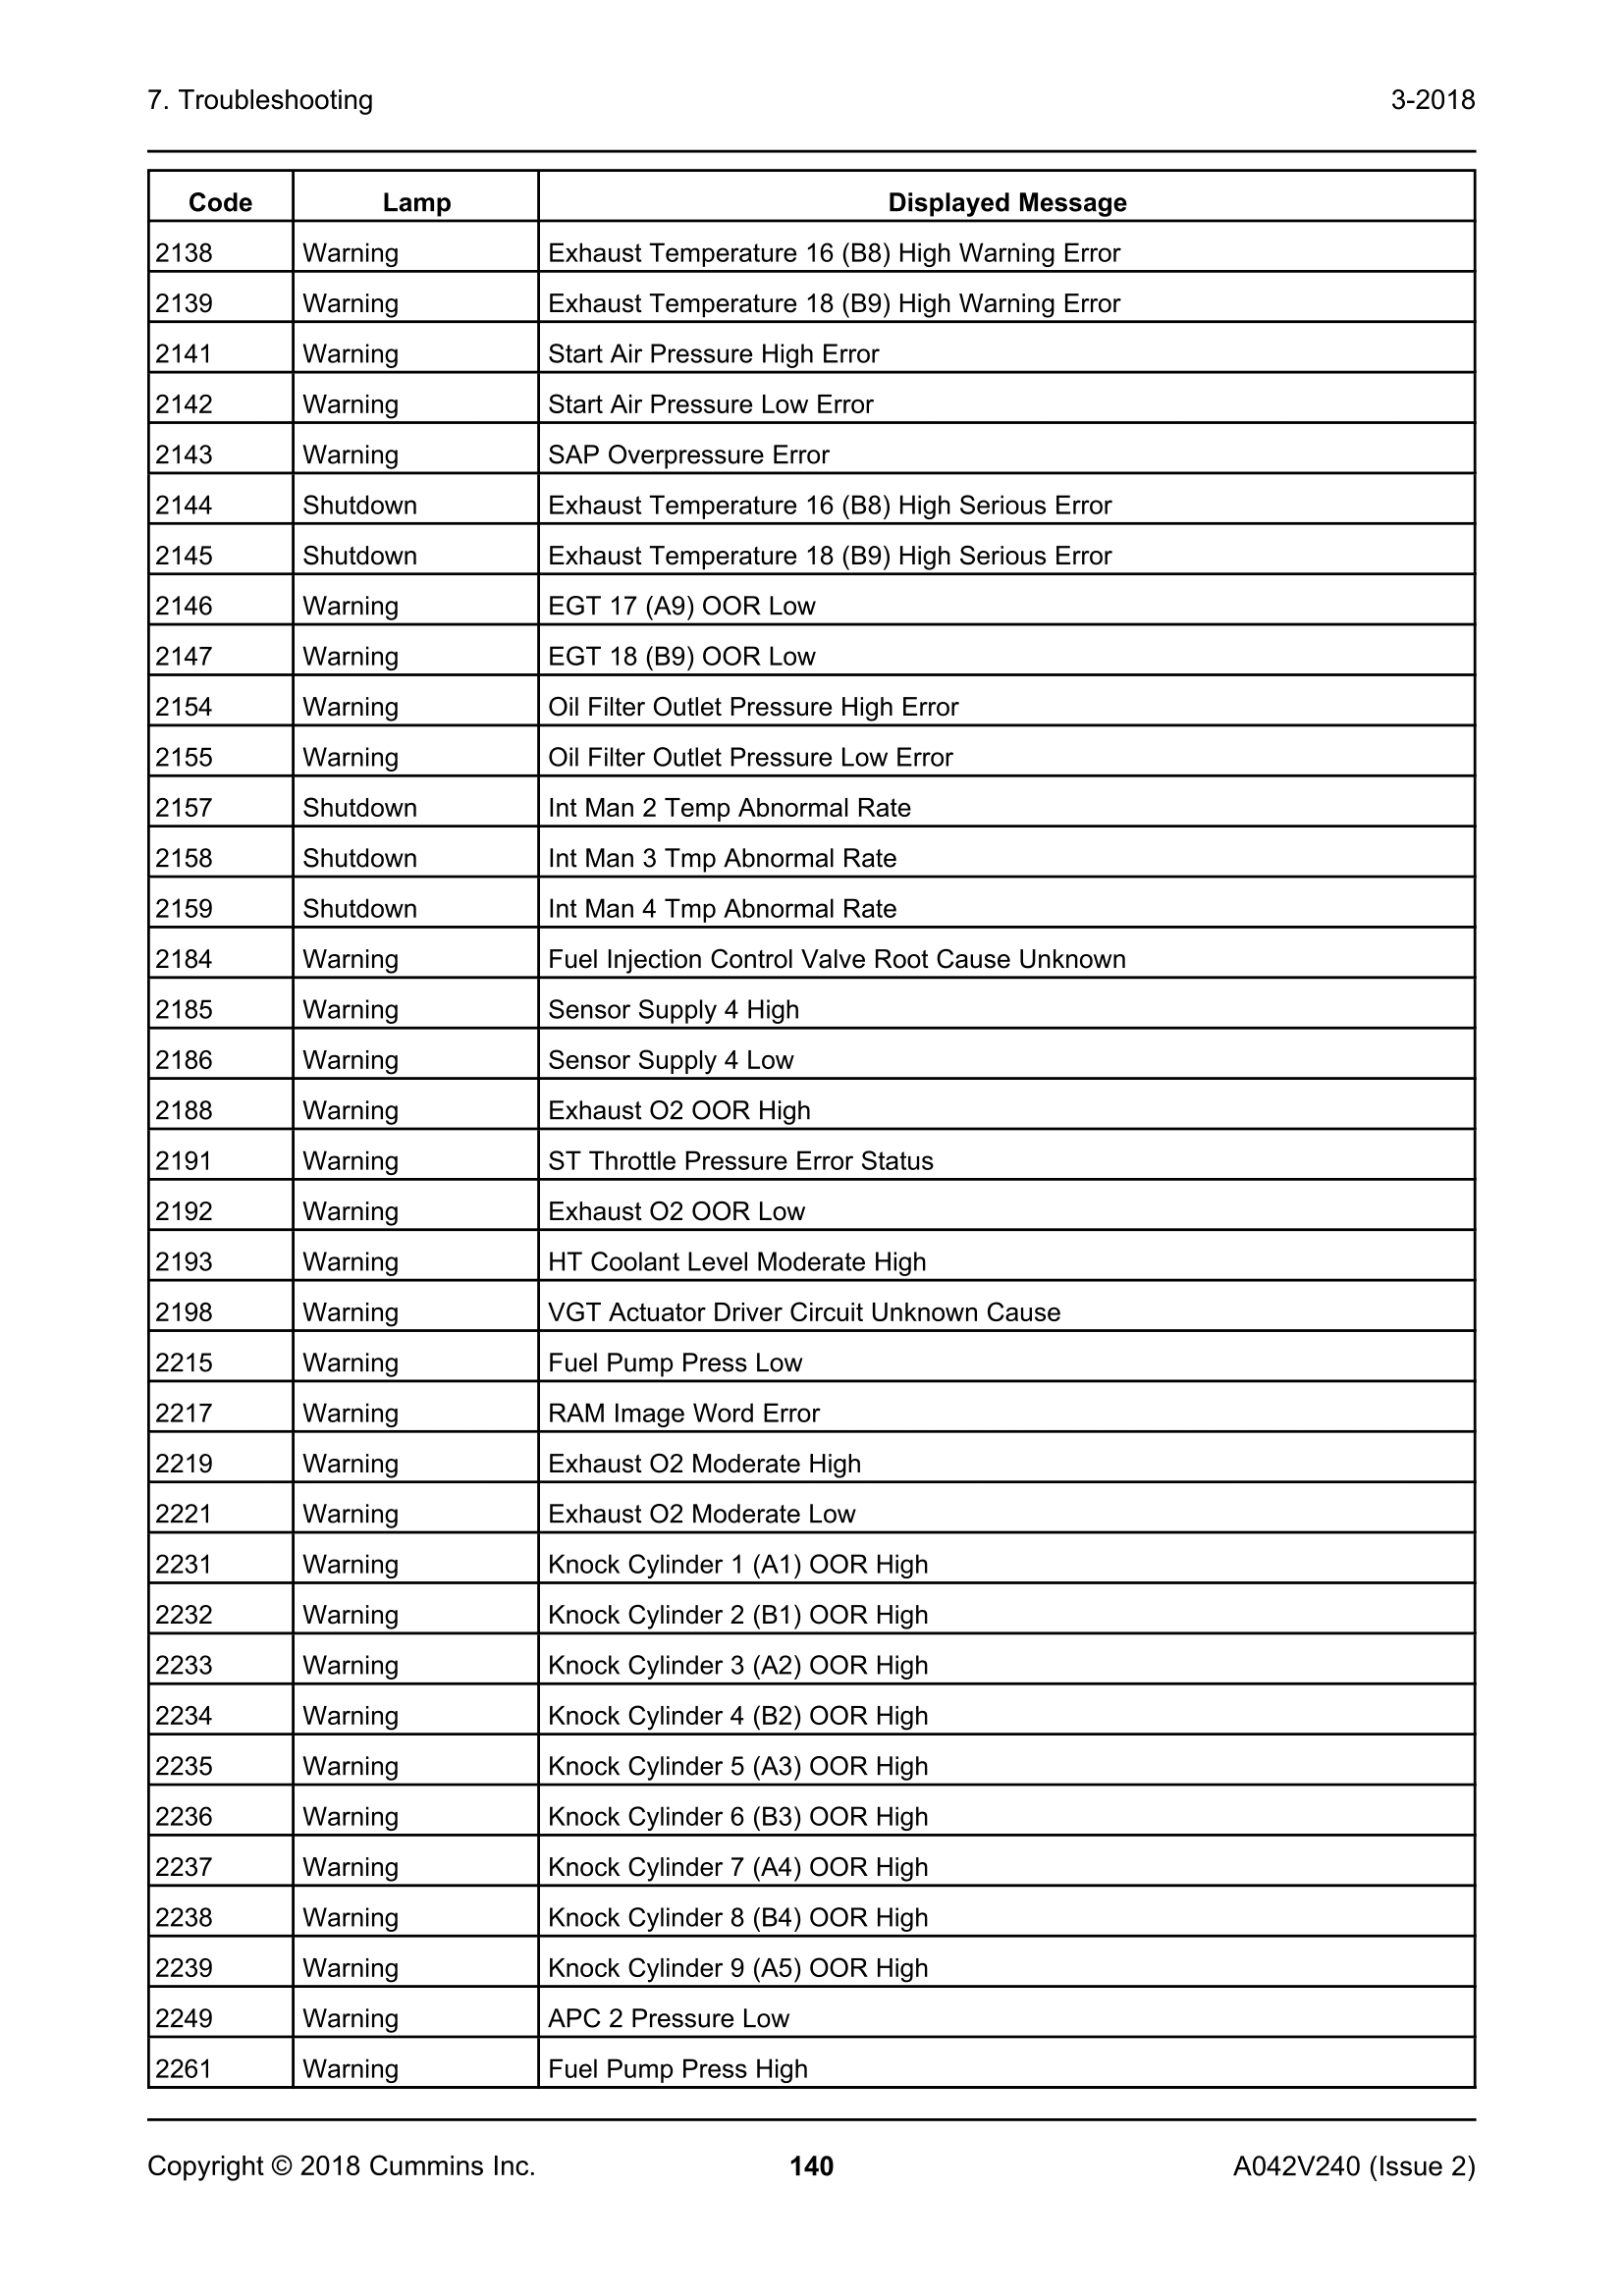 7. Troubleshooting 3-2018
Code Lamp Displayed Message
2138 Warning Exhaust Temperature 16 (B8) High Warning Error
2139 Warning Exhaust Temperature 18 (B9) High Warning Error
2141 Warning Start Air Pressure High Error
2142 Warning Start Air Pressure Low Error
2143 Warning SAP Overpressure Error
2144 Shutdown Exhaust Temperature 16 (B8) High Serious Error
2145 Shutdown Exhaust Temperature 18 (B9) High Serious Error
2146 Warning EGT 17 (A9) OOR Low
2147 Warning EGT 18 (B9) OOR Low
2154 Warning Oil Filter Outlet Pressure High Error
2155 Warning Oil Filter Outlet Pressure Low Error
2157 Shutdown Int Man 2 Temp Abnormal Rate
2158 Shutdown Int Man 3 Tmp Abnormal Rate
2159 Shutdown Int Man 4 Tmp Abnormal Rate
2184 Warning Fuel Injection Control Valve Root Cause Unknown
2185 Warning Sensor Supply 4 High
2186 Warning Sensor Supply 4 Low
2188 Warning Exhaust O2 OOR High
2191 Warning ST Throttle Pressure Error Status
2192 Warning Exhaust O2 OOR Low
2193 Warning HT Coolant Level Moderate High
2198 Warning VGT Actuator Driver Circuit Unknown Cause
2215 Warning Fuel Pump Press Low
2217 Warning RAM Image Word Error
2219 Warning Exhaust O2 Moderate High
2221 Warning Exhaust O2 Moderate Low
2231 Warning Knock Cylinder 1 (A1) OOR High
2232 Warning Knock Cylinder 2 (B1) OOR High
2233 Warning Knock Cylinder 3 (A2) OOR High
2234 Warning Knock Cylinder 4 (B2) OOR High
2235 Warning Knock Cylinder 5 (A3) OOR High
2236 Warning Knock Cylinder 6 (B3) OOR High
2237 Warning Knock Cylinder 7 (A4) OOR High
2238 Warning Knock Cylinder 8 (B4) OOR High
2239 Warning Knock Cylinder 9 (A5) OOR High
2249 Warning APC 2 Pressure Low
2261 Warning Fuel Pump Press High
Copyright © 2018 Cummins Inc. 140 A042V240 (Issue 2)